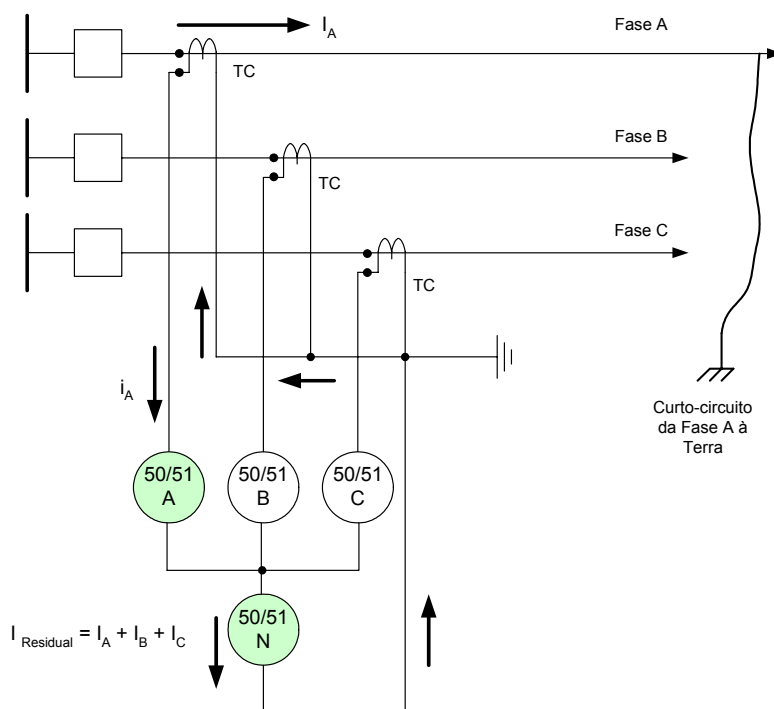 I_A
Fase A
TC
Fase B
TC
Fase C
TC
i_A
Curto-circuito
da Fase A à
Terra
50/51
A
50/51
B
50/51
C
50/51
N
I_Residual = I_A + I_B + I_C